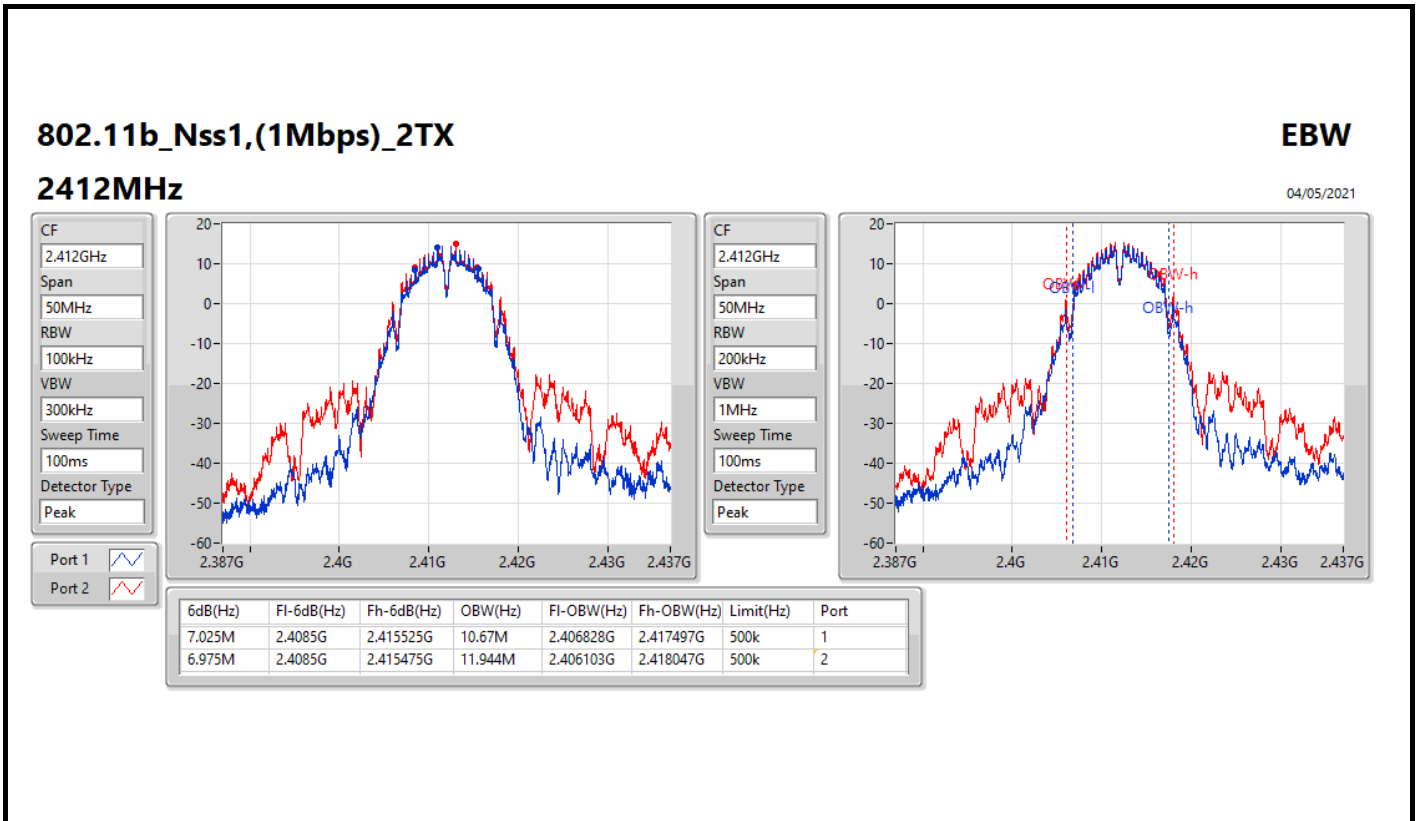 802.11b_Nss1,(1Mbps)_2TX
EBW
2412MHz
04/05/2021
CF
2.412GHz
Span
50MHz
RBW
100kHz
VBW
300kHz
Sweep Time
100ms
Detector Type
Peak
Port 1
Port 2
20
10
0
-10
-20
-30
-40
-50
-60
2.387G 2.4G 2.41G 2.42G 2.43G 2.437G
CF
2.412GHz
Span
50MHz
RBW
200kHz
VBW
1MHz
Sweep Time
100ms
Detector Type
Peak
20
10
0
-10
-20
-30
-40
-50
-60
OBW-l
OBW-l
OBW-h
OBW-h
2.387G 2.4G 2.41G 2.42G 2.43G 2.437G
6dB(Hz) Fl-6dB(Hz) Fh-6dB(Hz) OBW(Hz) Fl-OBW(Hz) Fh-OBW(Hz) Limit(Hz) Port
7.025M 2.4085G 2.415525G 10.67M 2.406828G 2.417497G 500k 1
6.975M 2.4085G 2.415475G 11.944M 2.406103G 2.418047G 500k 2